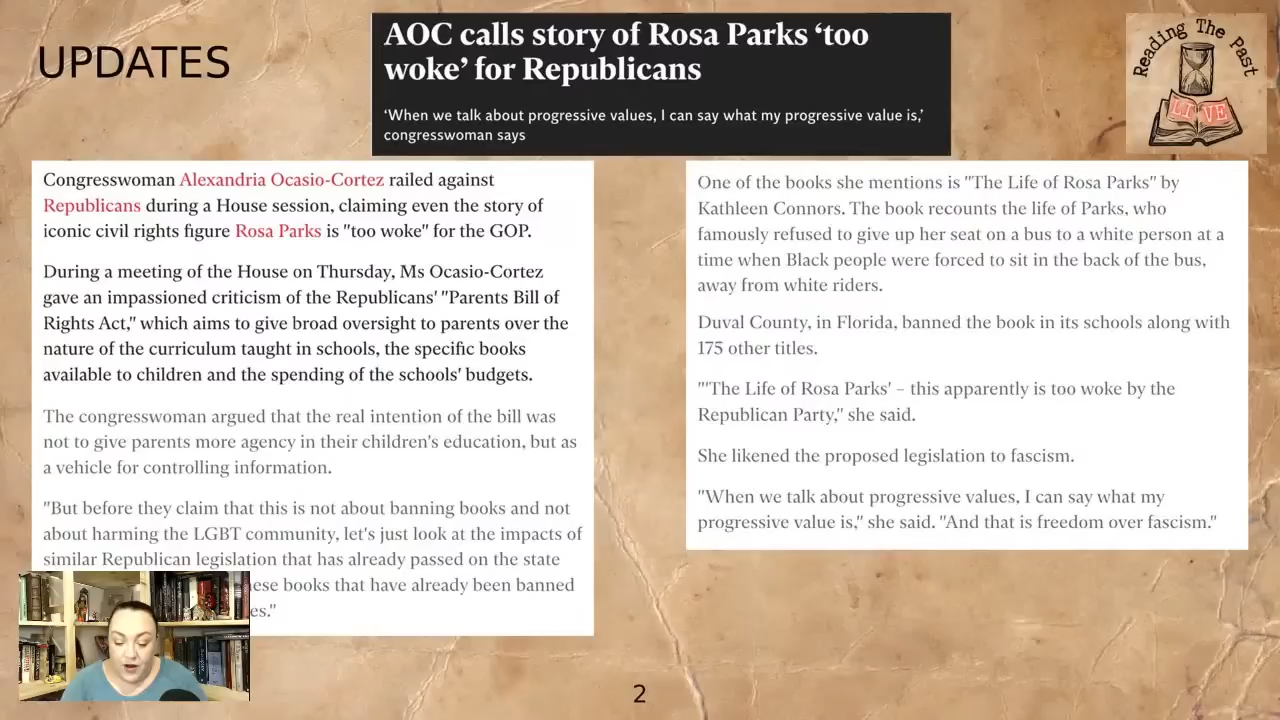 UPDATES
AOC calls story of Rosa Parks ‘too
woke’ for Republicans
‘When we talk about progressive values, I can say what my progressive value is,’
congresswoman says
Reading The Past
LIVE
Congresswoman Alexandria Ocasio-Cortez railed against
Republicans during a House session, claiming even the story of
iconic civil rights figure Rosa Parks is "too woke" for the GOP.
During a meeting of the House on Thursday, Ms Ocasio-Cortez
gave an impassioned criticism of the Republicans' "Parents Bill of
Rights Act," which aims to give broad oversight to parents over the
nature of the curriculum taught in schools, the specific books
available to children and the spending of the schools' budgets.
The congresswoman argued that the real intention of the bill was
not to give parents more agency in their children's education, but as
a vehicle for controlling information.
"But before they claim that this is not about banning books and not
about harming the LGBT community, let's just look at the impacts of
similar Republican legislation that has already passed on the state
hese books that have already been banned
es."
One of the books she mentions is "The Life of Rosa Parks" by
Kathleen Connors. The book recounts the life of Parks, who
famously refused to give up her seat on a bus to a white person at a
time when Black people were forced to sit in the back of the bus,
away from white riders.
Duval County, in Florida, banned the book in its schools along with
175 other titles.
"'The Life of Rosa Parks' – this apparently is too woke by the
Republican Party," she said.
She likened the proposed legislation to fascism.
"When we talk about progressive values, I can say what my
progressive value is," she said. "And that is freedom over fascism."
2